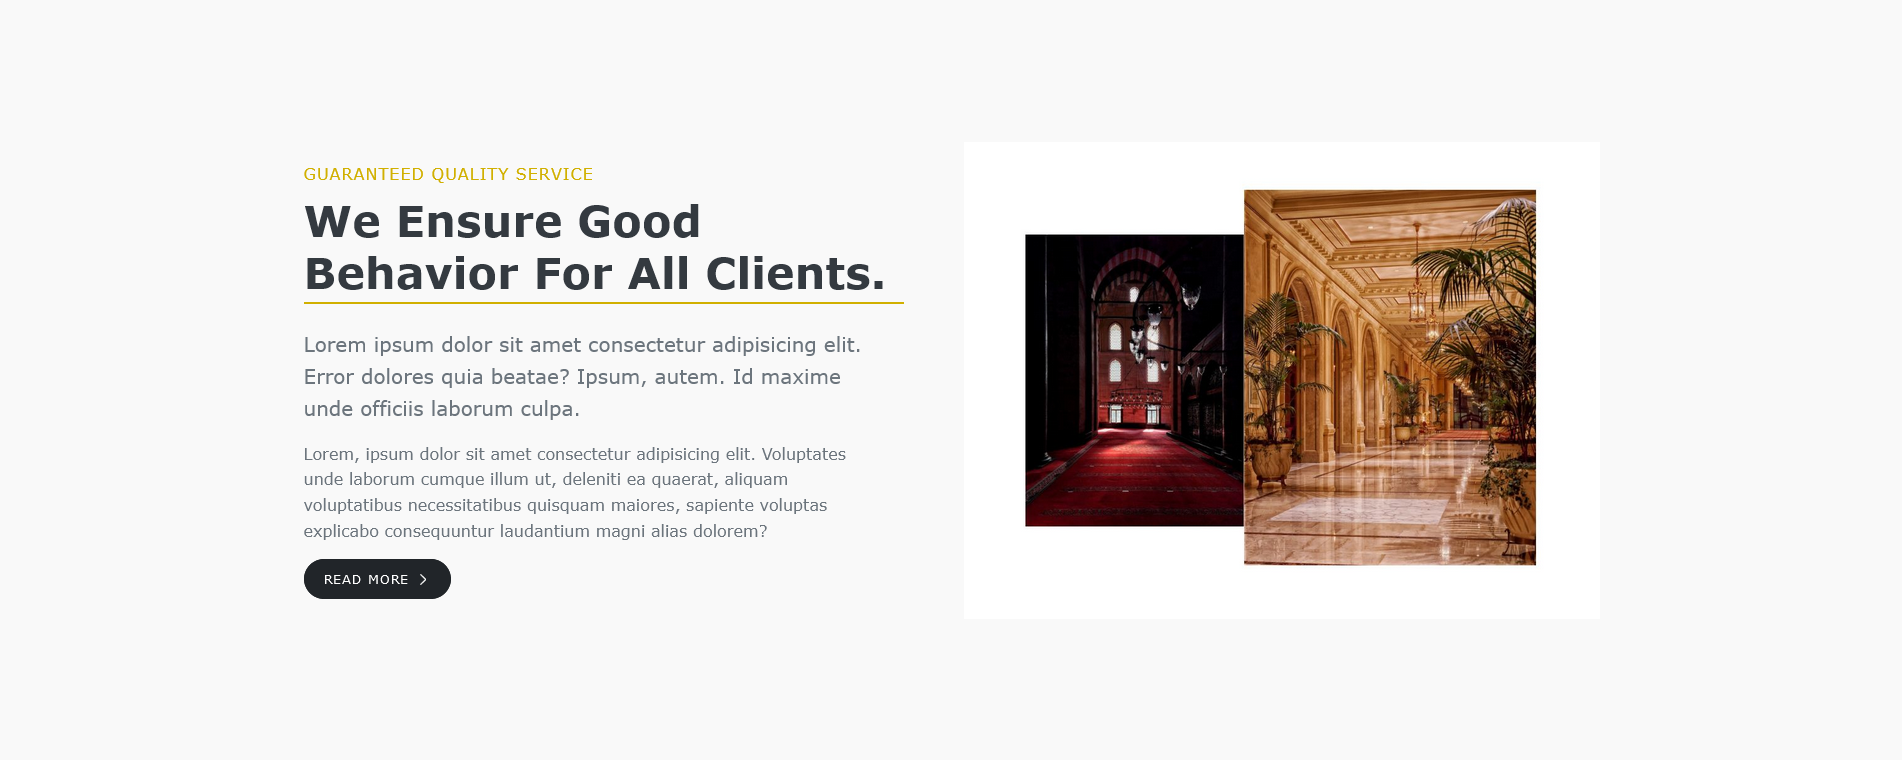 GUARANTEED QUALITY SERVICE
We Ensure Good
Behavior For All Clients.
Lorem ipsum dolor sit amet consectetur adipisicing elit.
Error dolores quia beatae? Ipsum, autem. Id maxime
unde officiis laborum culpa.
Lorem, ipsum dolor sit amet consectetur adipisicing elit. Voluptates
unde laborum cumque illum ut, deleniti ea quaerat, aliquam
voluptatibus necessitatibus quisquam maiores, sapiente voluptas
explicabo consequuntur laudantium magni alias dolorem?
READ MORE